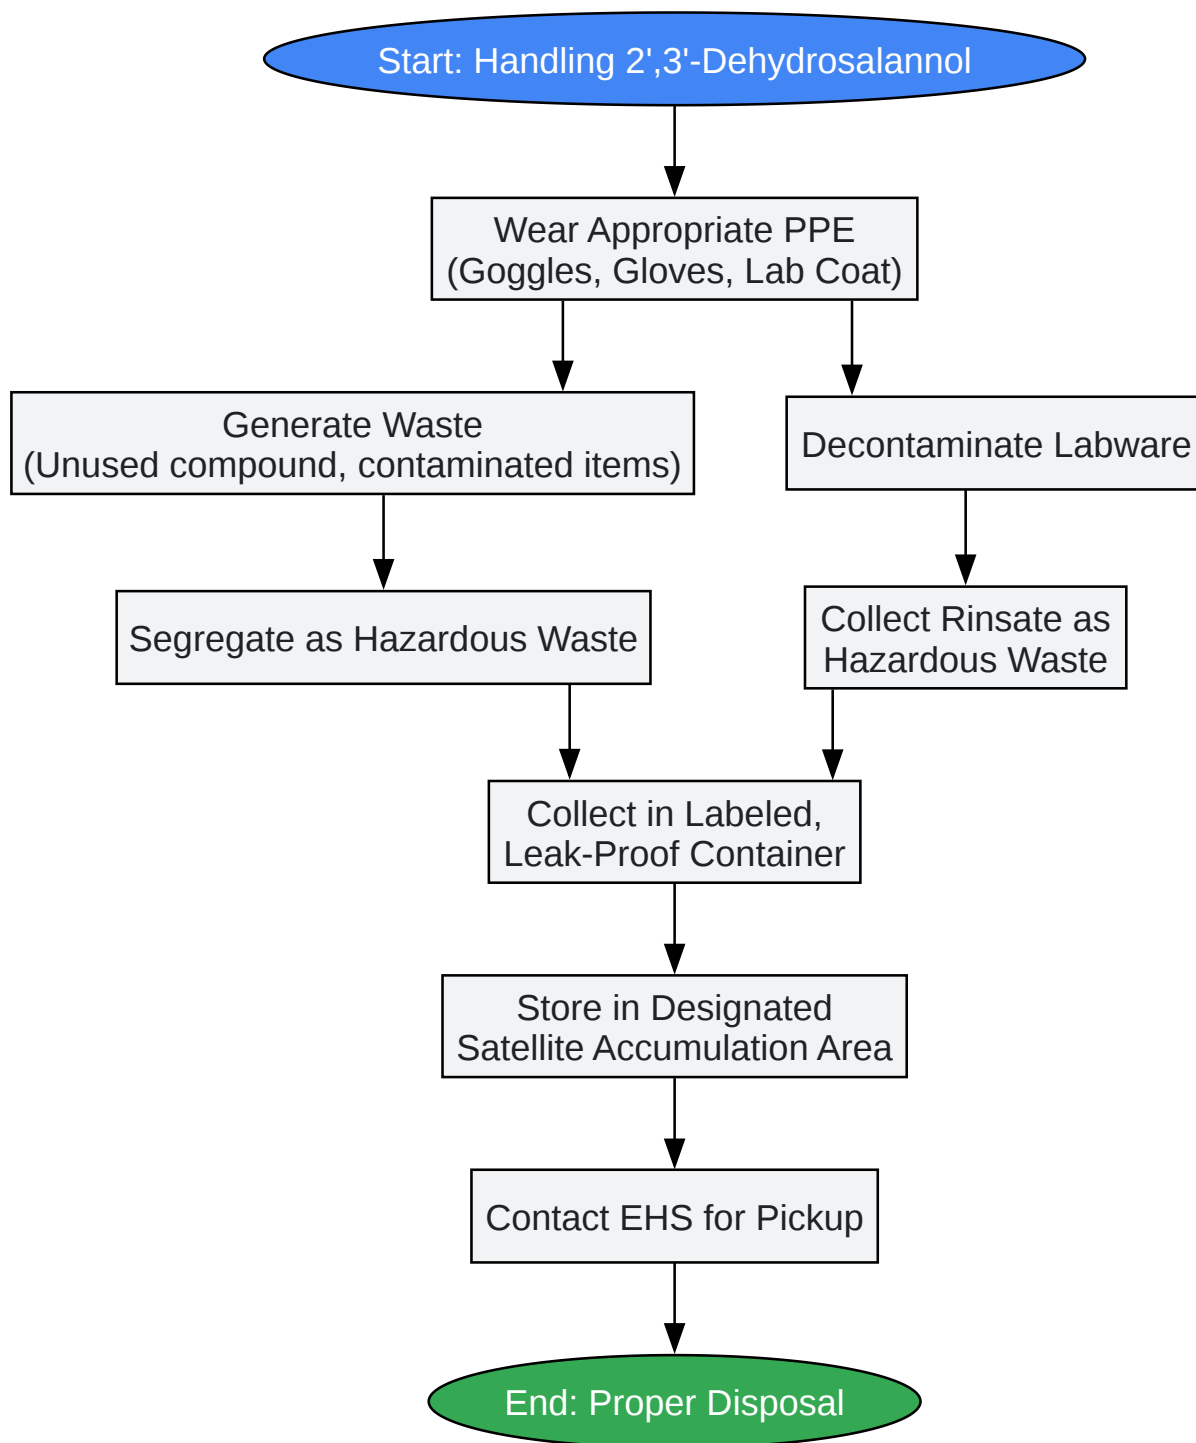 Start: Handling 2',3'-Dehydrosalannol
Wear Appropriate PPE
(Goggles, Gloves, Lab Coat)
Generate Waste
(Unused compound, contaminated items)
Decontaminate Labware
Segregate as Hazardous Waste
Collect Rinsate as
Hazardous Waste
Collect in Labeled,
Leak-Proof Container
Store in Designated
Satellite Accumulation Area
Contact EHS for Pickup
End: Proper Disposal